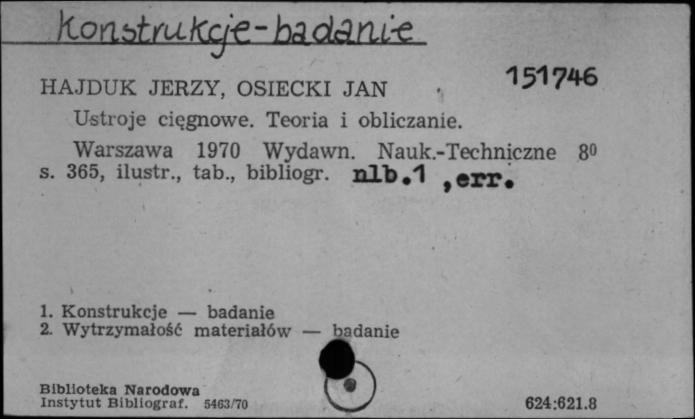 Konstrukcje-badanie
151746
HAJDUK JERZY, OSIECKI JAN
Ustroje cięgnowe. Teoria i obliczanie.
Warszawa 1970 Wydawn. Nauk.-Techniczne 8⁰
s. 365, ilustr., tab., bibliogr. nlb.1 ,err.
1. Konstrukcje — badanie
2. Wytrzymałość materiałów — badanie
Biblioteka Narodowa
Instytut Bibliograf. 5463/70
624:621.8